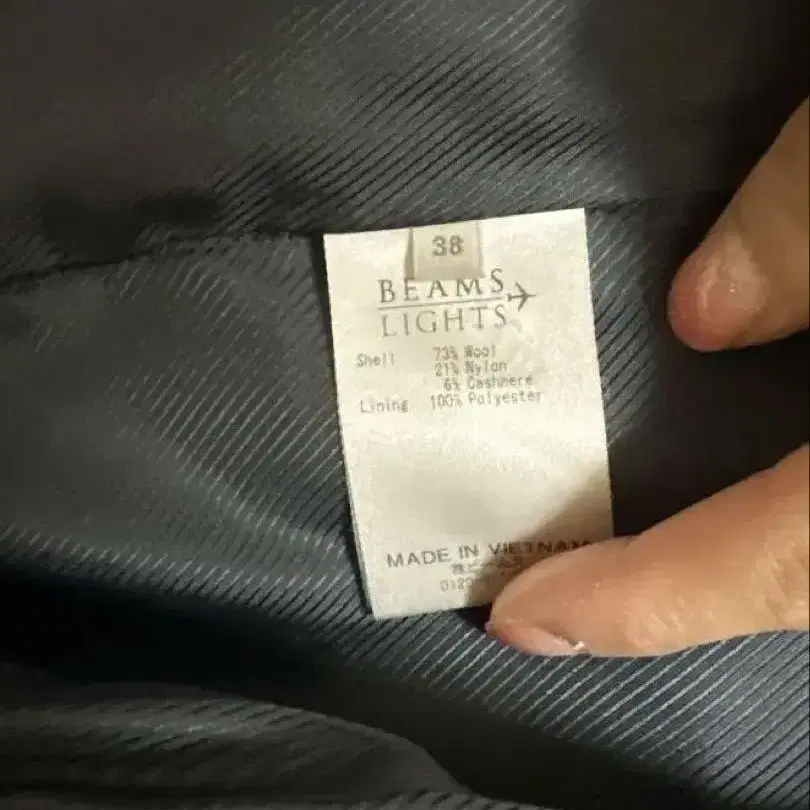 38
BEAMS
LIGHTS
Shell 73% Wool
21% Nylon
6% Cashmere
Lining 100% Polyester
MADE IN VIETNAM